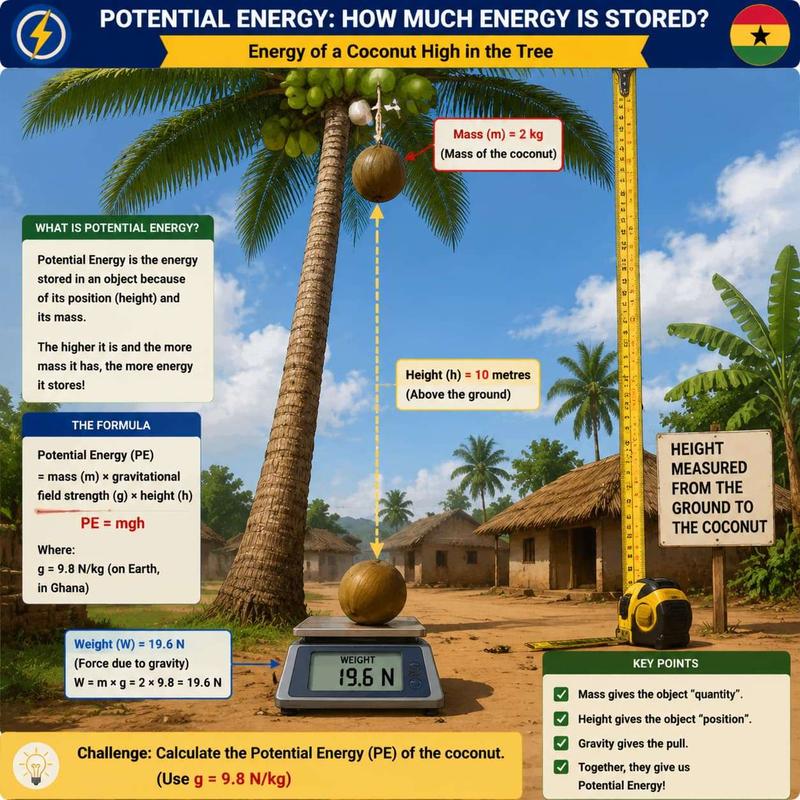 POTENTIAL ENERGY: HOW MUCH ENERGY IS STORED?
Energy of a Coconut High in the Tree
Mass (m) = 2 kg
(Mass of the coconut)
WHAT IS POTENTIAL ENERGY?
Potential Energy is the energy
stored in an object because
of its position (height) and
its mass.
The higher it is and the more
mass it has, the more energy
it stores!
Height (h) = 10 metres
(Above the ground)
THE FORMULA
Potential Energy (PE)
= mass (m) × gravitational
field strength (g) × height (h)
PE = mgh
Where:
g = 9.8 N/kg (on Earth,
in Ghana)
HEIGHT
MEASURED
FROM THE
GROUND TO
THE COCONUT
Weight (W) = 19.6 N
(Force due to gravity)
W = m × g = 2 × 9.8 = 19.6 N
WEIGHT
19.6 N
KEY POINTS
Mass gives the object “quantity”.
Height gives the object “position”.
Gravity gives the pull.
Together, they give us
Potential Energy!
Challenge: Calculate the Potential Energy (PE) of the coconut.
(Use g = 9.8 N/kg)